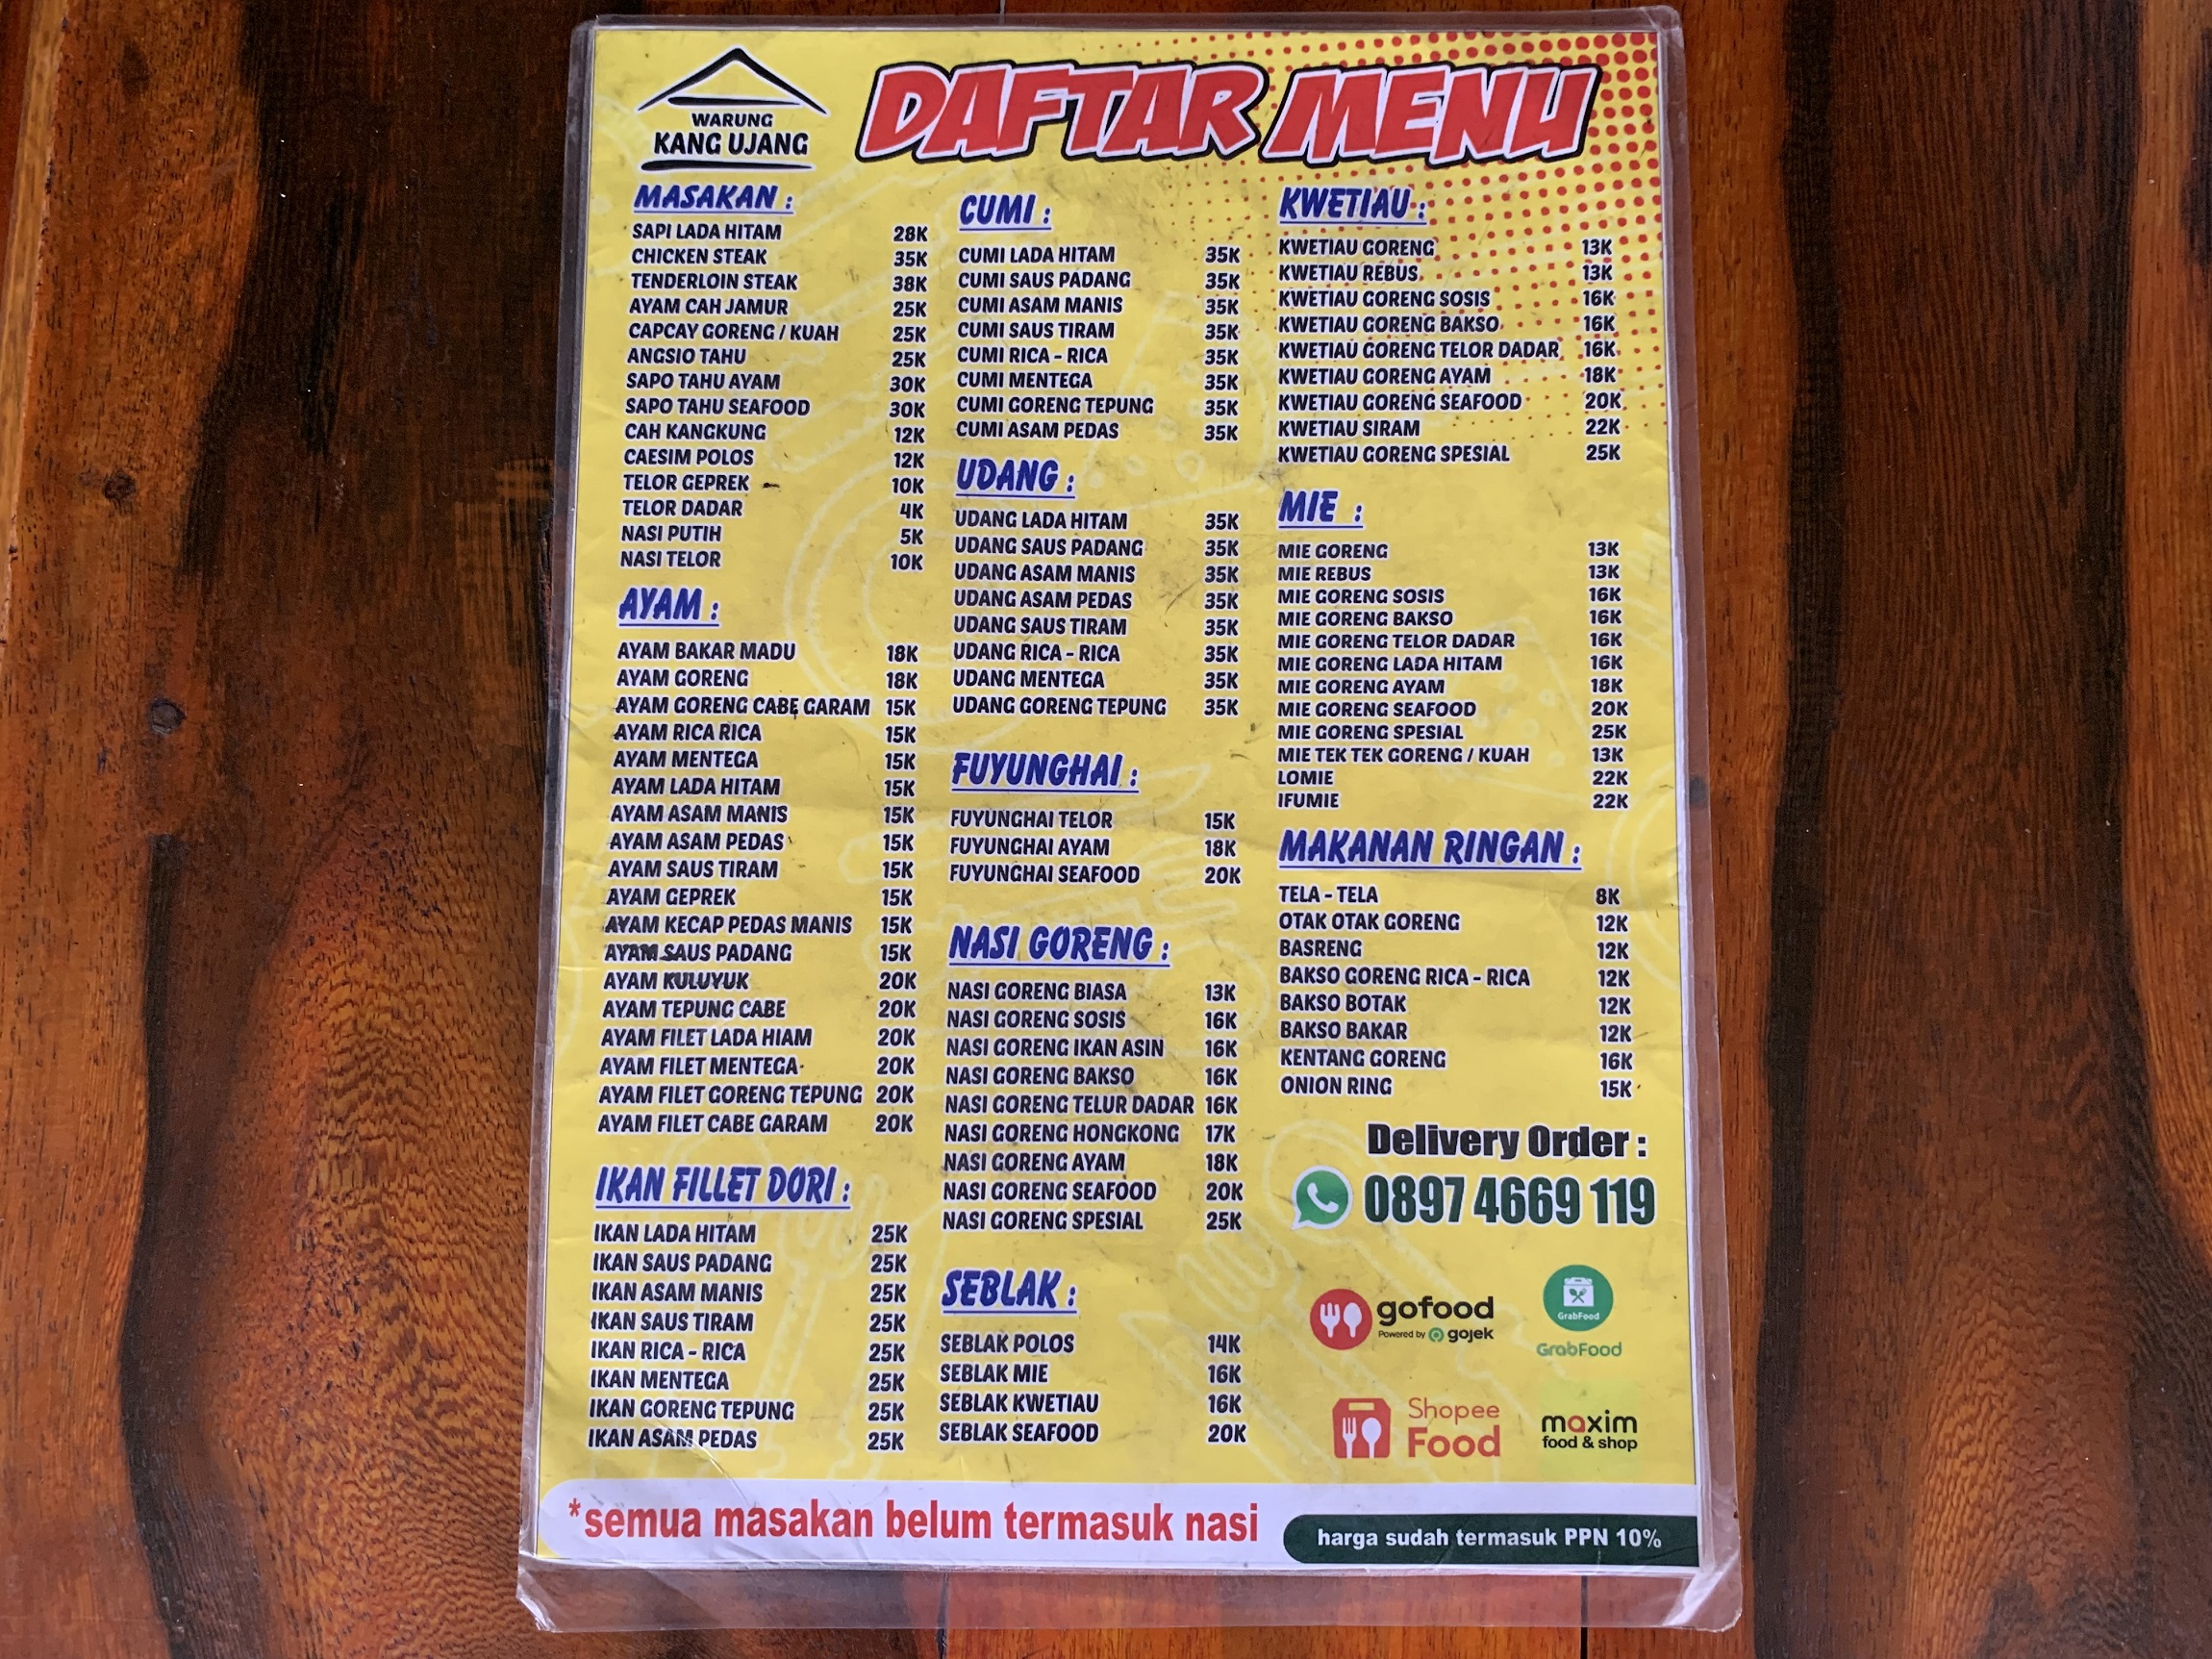 WARUNG
KANG UJANG
DAFTAR MENU
MASAKAN :
SAPI LADA HITAM 28K
CHICKEN STEAK 35K
TENDERLOIN STEAK 38K
AYAM CAH JAMUR 25K
CAPCAY GORENG / KUAH 25K
ANGSIO TAHU 25K
SAPO TAHU AYAM 30K
SAPO TAHU SEAFOOD 30K
CAH KANGKUNG 12K
CAESIM POLOS 12K
TELOR GEPREK 10K
TELOR DADAR 4K
NASI PUTIH 5K
NASI TELOR 10K
AYAM :
AYAM BAKAR MADU 18K
AYAM GORENG 18K
AYAM GORENG CABE GARAM 15K
AYAM RICA RICA 15K
AYAM MENTEGA 15K
AYAM LADA HITAM 15K
AYAM ASAM MANIS 15K
AYAM ASAM PEDAS 15K
AYAM SAUS TIRAM 15K
AYAM GEPREK 15K
AYAM KECAP PEDAS MANIS 15K
AYAM SAUS PADANG 15K
AYAM KULUYUK 20K
AYAM TEPUNG CABE 20K
AYAM FILET LADA HIAM 20K
AYAM FILET MENTEGA 20K
AYAM FILET GORENG TEPUNG 20K
AYAM FILET CABE GARAM 20K
IKAN FILLET DORI :
IKAN LADA HITAM 25K
IKAN SAUS PADANG 25K
IKAN ASAM MANIS 25K
IKAN SAUS TIRAM 25K
IKAN RICA - RICA 25K
IKAN MENTEGA 25K
IKAN GORENG TEPUNG 25K
IKAN ASAM PEDAS 25K
CUMI :
CUMI LADA HITAM 35K
CUMI SAUS PADANG 35K
CUMI ASAM MANIS 35K
CUMI SAUS TIRAM 35K
CUMI RICA - RICA 35K
CUMI MENTEGA 35K
CUMI GORENG TEPUNG 35K
CUMI ASAM PEDAS 35K
UDANG :
UDANG LADA HITAM 35K
UDANG SAUS PADANG 35K
UDANG ASAM MANIS 35K
UDANG ASAM PEDAS 35K
UDANG SAUS TIRAM 35K
UDANG RICA - RICA 35K
UDANG MENTEGA 35K
UDANG GORENG TEPUNG 35K
FUYUNGHAI :
FUYUNGHAI TELOR 15K
FUYUNGHAI AYAM 18K
FUYUNGHAI SEAFOOD 20K
NASI GORENG :
NASI GORENG BIASA 13K
NASI GORENG SOSIS 16K
NASI GORENG IKAN ASIN 16K
NASI GORENG BAKSO 16K
NASI GORENG TELUR DADAR 16K
NASI GORENG HONGKONG 17K
NASI GORENG AYAM 18K
NASI GORENG SEAFOOD 20K
NASI GORENG SPESIAL 25K
SEBLAK :
SEBLAK POLOS 14K
SEBLAK MIE 16K
SEBLAK KWETIAU 16K
SEBLAK SEAFOOD 20K
KWETIAU :
KWETIAU GORENG 13K
KWETIAU REBUS 13K
KWETIAU GORENG SOSIS 16K
KWETIAU GORENG BAKSO 16K
KWETIAU GORENG TELOR DADAR 16K
KWETIAU GORENG AYAM 18K
KWETIAU GORENG SEAFOOD 20K
KWETIAU SIRAM 22K
KWETIAU GORENG SPESIAL 25K
MIE :
MIE GORENG 13K
MIE REBUS 13K
MIE GORENG SOSIS 16K
MIE GORENG BAKSO 16K
MIE GORENG TELOR DADAR 16K
MIE GORENG LADA HITAM 16K
MIE GORENG AYAM 18K
MIE GORENG SEAFOOD 20K
MIE GORENG SPESIAL 25K
MIE TEK TEK GORENG / KUAH 13K
LOMIE 22K
IFUMIE 22K
MAKANAN RINGAN :
TELA - TELA 8K
OTAK OTAK GORENG 12K
BASRENG 12K
BAKSO GORENG RICA - RICA 12K
BAKSO BOTAK 12K
BAKSO BAKAR 12K
KENTANG GORENG 16K
ONION RING 15K
Delivery Order :
0897 4669 119
gofood
Powered by gojek
GrabFood
GrabFood
Shopee
Food
maxim
food & shop
*semua masakan belum termasuk nasi
harga sudah termasuk PPN 10%